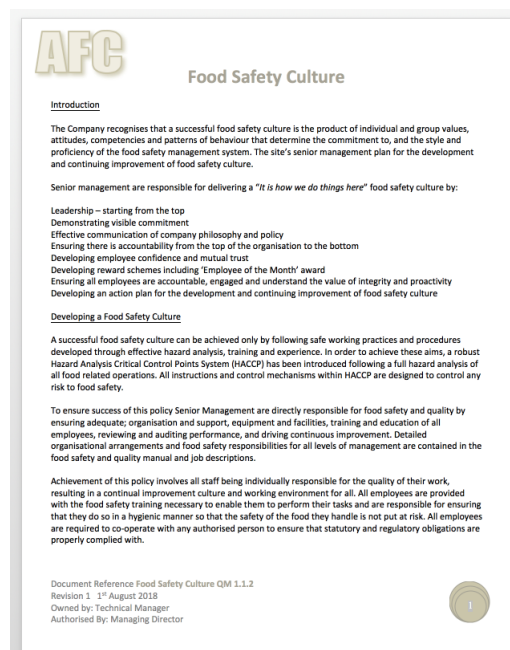 AFC
Food Safety Culture
Introduction
The Company recognises that a successful food safety culture is the product of individual and group values,
attitudes, competencies and patterns of behaviour that determine the commitment to, and the style and
proficiency of the food safety management system. The site's senior management plan for the development
and continuing improvement of food safety culture.
Senior management are responsible for delivering a "It is how we do things here" food safety culture by:
Leadership – starting from the top
Demonstrating visible commitment
Effective communication of company philosophy and policy
Ensuring there is accountability from the top of the organisation to the bottom
Developing employee confidence and mutual trust
Developing reward schemes including 'Employee of the Month' award
Ensuring all employees are accountable, engaged and understand the value of integrity and proactivity
Developing an action plan for the development and continuing improvement of food safety culture
Developing a Food Safety Culture
A successful food safety culture can be achieved only by following safe working practices and procedures
developed through effective hazard analysis, training and experience. In order to achieve these aims, a robust
Hazard Analysis Critical Control Points System (HACCP) has been introduced following a full hazard analysis of
all food related operations. All instructions and control mechanisms within HACCP are designed to control any
risk to food safety.
To ensure success of this policy Senior Management are directly responsible for food safety and quality by
ensuring adequate; organisation and support, equipment and facilities, training and education of all
employees, reviewing and auditing performance, and driving continuous improvement. Detailed
organisational arrangements and food safety responsibilities for all levels of management are contained in the
food safety and quality manual and job descriptions.
Achievement of this policy involves all staff being individually responsible for the quality of their work,
resulting in a continual improvement culture and working environment for all. All employees are provided
with the food safety training necessary to enable them to perform their tasks and are responsible for ensuring
that they do so in a hygienic manner so that the safety of the food they handle is not put at risk. All employees
are required to co-operate with any authorised person to ensure that statutory and regulatory obligations are
properly complied with.
Document Reference Food Safety Culture QM 1.1.2
Revision 1 1st August 2018
Owned by: Technical Manager
Authorised By: Managing Director
1